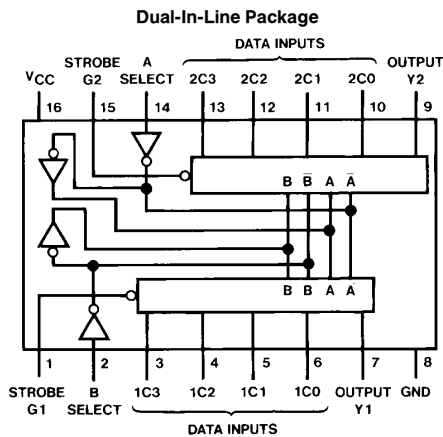 Dual-In-Line Package
DATA INPUTS
VCC
STROBE G2
A SELECT
2C3 2C2 2C1 2C0
OUTPUT Y2
16 15 14 13 12 11 10 9
B B̅ A A̅
B B A A
1 2 3 4 5 6 7 8
STROBE G1
B SELECT
1C3 1C2 1C1 1C0
OUTPUT Y1
GND
DATA INPUTS